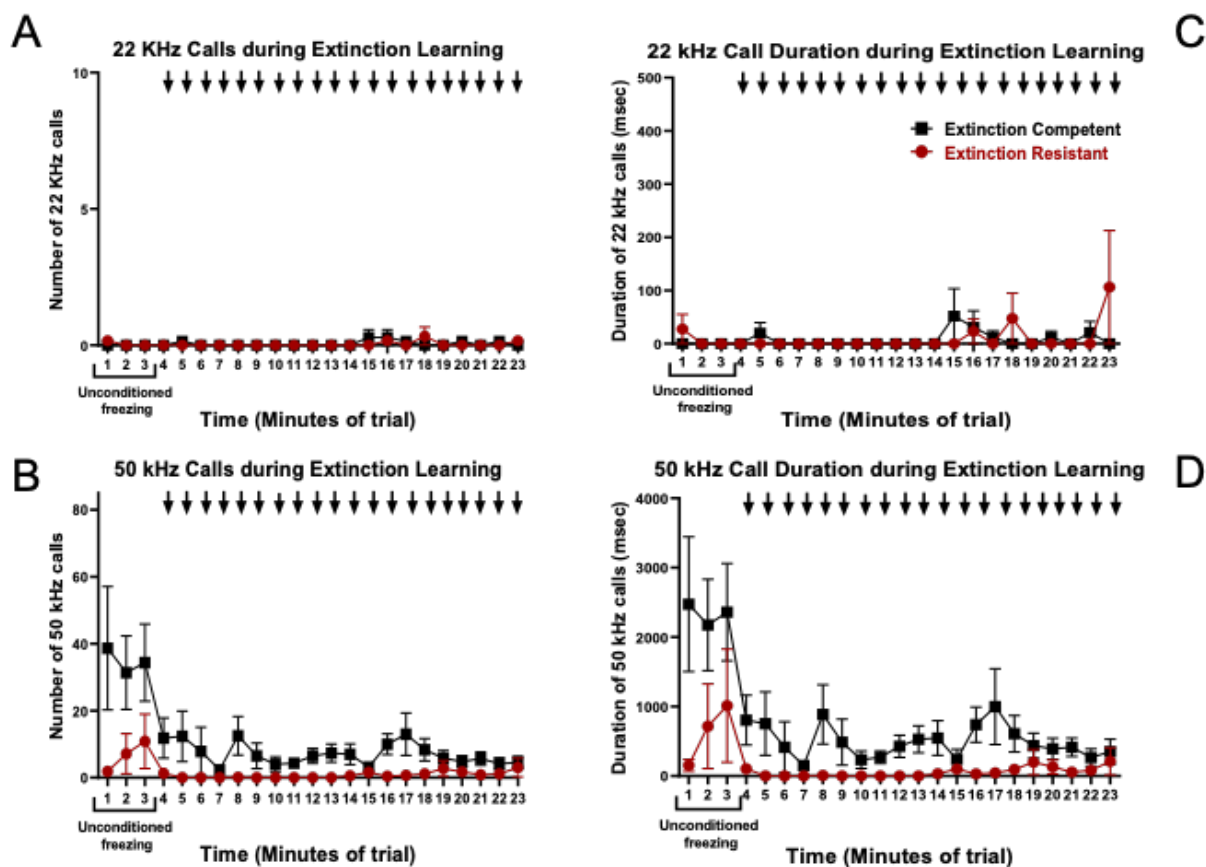 A
22 KHz Calls during Extinction Learning
Number of 22 KHz calls
10
5
0
1 2 3 4 5 6 7 8 9 10 11 12 13 14 15 16 17 18 19 20 21 22 23
Unconditioned
freezing
Time (Minutes of trial)
C
22 kHz Call Duration during Extinction Learning
Duration of 22 kHz calls (msec)
500
400
300
200
100
0
Extinction Competent
Extinction Resistant
1 2 3 4 5 6 7 8 9 10 11 12 13 14 15 16 17 18 19 20 21 22 23
Unconditioned
freezing
Time (Minutes of trial)
B
50 kHz Calls during Extinction Learning
Number of 50 kHz calls
80
60
40
20
0
1 2 3 4 5 6 7 8 9 10 11 12 13 14 15 16 17 18 19 20 21 22 23
Unconditioned
freezing
Time (Minutes of trial)
D
50 kHz Call Duration during Extinction Learning
Duration of 50 kHz calls (msec)
4000
3000
2000
1000
0
1 2 3 4 5 6 7 8 9 10 11 12 13 14 15 16 17 18 19 20 21 22 23
Unconditioned
freezing
Time (Minutes of trial)